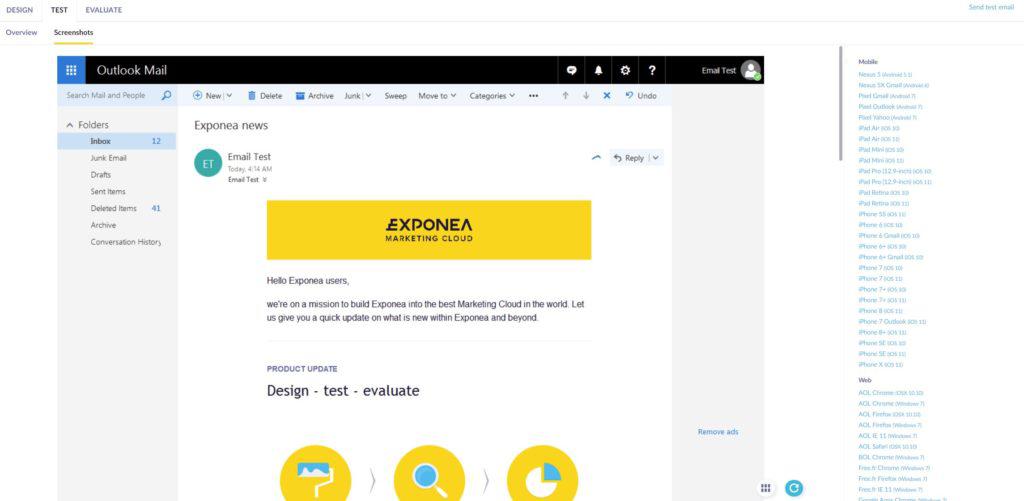 DESIGN
TEST
EVALUATE
Send test email
Overview
Screenshots
Outlook Mail
Email Test
Search Mail and People
New
Delete
Archive
Junk
Sweep
Move to
Categories
Undo
Folders
Inbox 12
Junk Email
Drafts
Sent Items
Deleted Items 41
Archive
Conversation History
Exponea news
ET
Email Test
Today, 4:14 AM
Email Test
Reply
EXPONEA
MARKETING CLOUD
Hello Exponea users,
we're on a mission to build Exponea into the best Marketing Cloud in the world. Let
us give you a quick update on what is new within Exponea and beyond.
PRODUCT UPDATE
Design - test - evaluate
Remove ads
Mobile
Nexus 5 (Android 5.1)
Nexus 5X Gmail (Android 6)
Pixel Gmail (Android 7)
Pixel Outlook (Android 7)
Pixel Yahoo (Android 7)
iPad Air (iOS 10)
iPad Air (iOS 11)
iPad Mini (iOS 10)
iPad Mini (iOS 11)
iPad Pro (12.9-inch) (iOS 10)
iPad Pro (12.9-inch) (iOS 11)
iPad Retina (iOS 10)
iPad Retina (iOS 11)
iPhone 5S (iOS 11)
iPhone 6 (iOS 10)
iPhone 6 Gmail (iOS 10)
iPhone 6+ (iOS 10)
iPhone 6+ Gmail (iOS 10)
iPhone 7 (iOS 10)
iPhone 7 (iOS 11)
iPhone 7+ (iOS 10)
iPhone 7+ (iOS 11)
iPhone 8 (iOS 11)
iPhone 7 Outlook (iOS 11)
iPhone 8+ (iOS 11)
iPhone SE (iOS 10)
iPhone SE (iOS 11)
iPhone X (iOS 11)
Web
AOL Chrome (OSX 10.10)
AOL Chrome (Windows 7)
AOL Firefox (OSX 10.10)
AOL Firefox (Windows 7)
AOL IE 11 (Windows 7)
AOL Safari (OSX 10.10)
BOL Chrome (Windows 7)
Free.fr Chrome (Windows 7)
Free.fr Firefox (Windows 7)
Free.fr IE 11 (Windows 7)